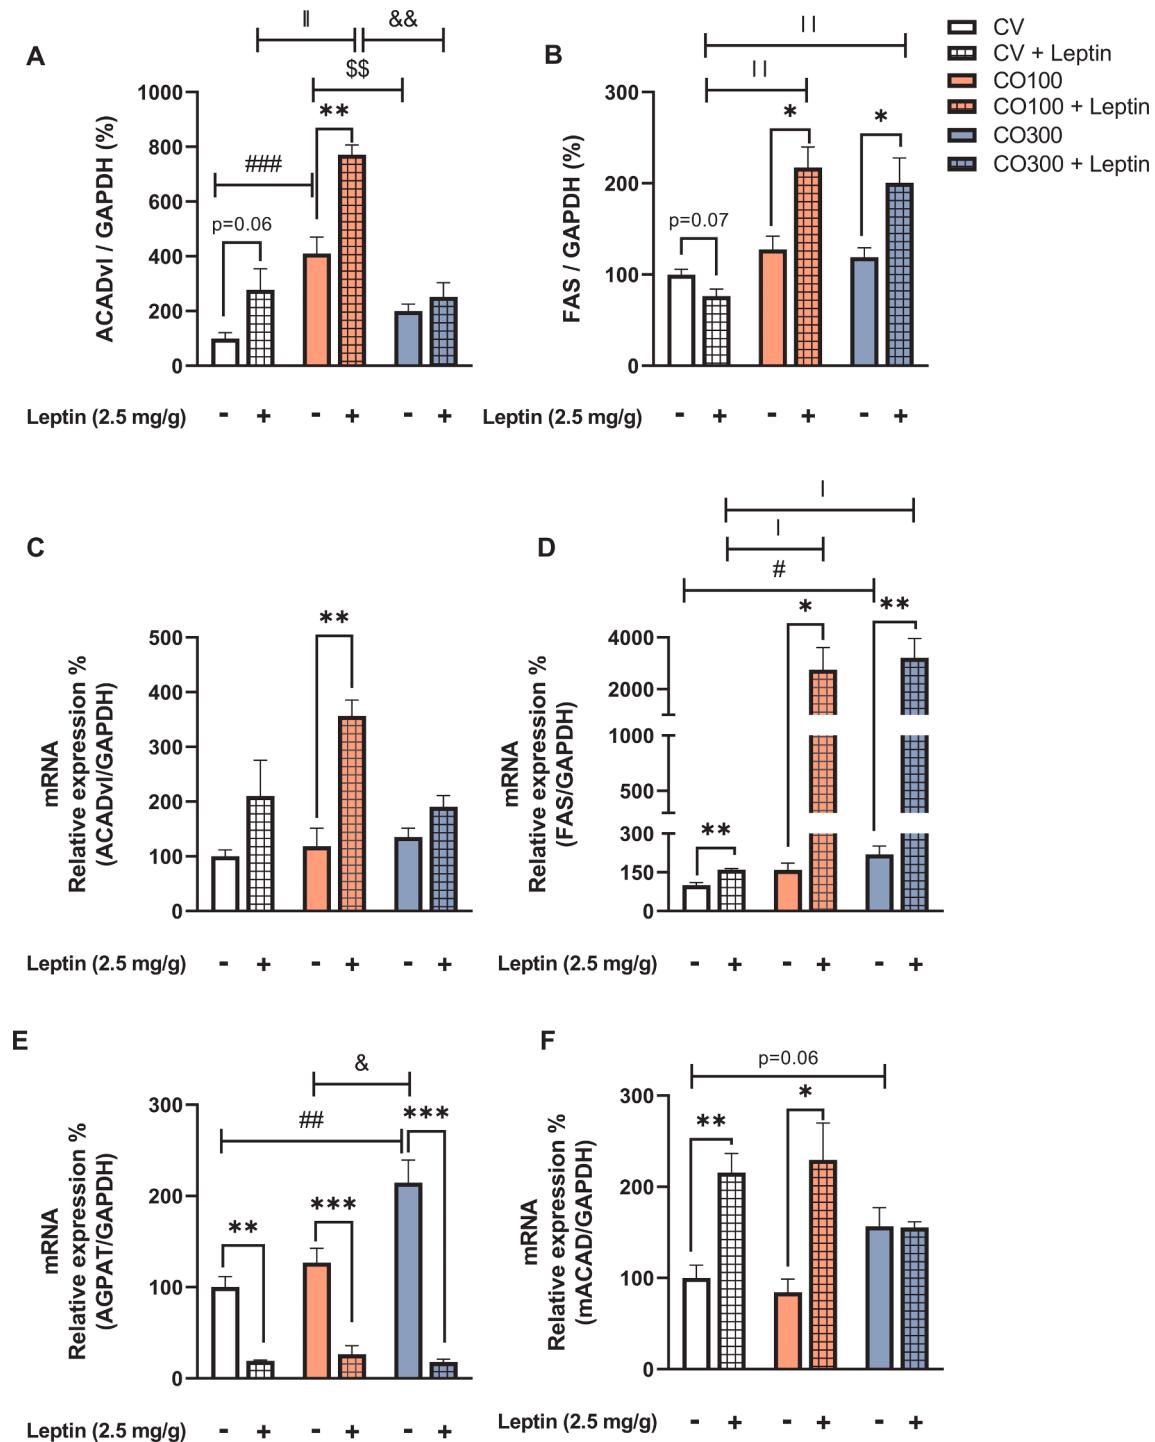 A
||
&&
$$
**
###
p=0.06
1000
800
600
400
200
0
ACADvl / GAPDH (%)
Leptin (2.5 mg/g)
- + - + - +
B
| |
| |
*
*
p=0.07
300
200
100
0
FAS / GAPDH (%)
Leptin (2.5 mg/g)
- + - + - +
CV
CV + Leptin
CO100
CO100 + Leptin
CO300
CO300 + Leptin
C
**
500
400
300
200
100
0
mRNA
Relative expression %
(ACADvl/GAPDH)
Leptin (2.5 mg/g)
- + - + - +
D
|
|
#
*
**
**
4000
2000
1000
500
300
150
0
mRNA
Relative expression %
(FAS/GAPDH)
Leptin (2.5 mg/g)
- + - + - +
E
&
##
***
***
**
300
200
100
0
mRNA
Relative expression %
(AGPAT/GAPDH)
Leptin (2.5 mg/g)
- + - + - +
F
p=0.06
*
**
300
200
100
0
mRNA
Relative expression %
(mACAD/GAPDH)
Leptin (2.5 mg/g)
- + - + - +